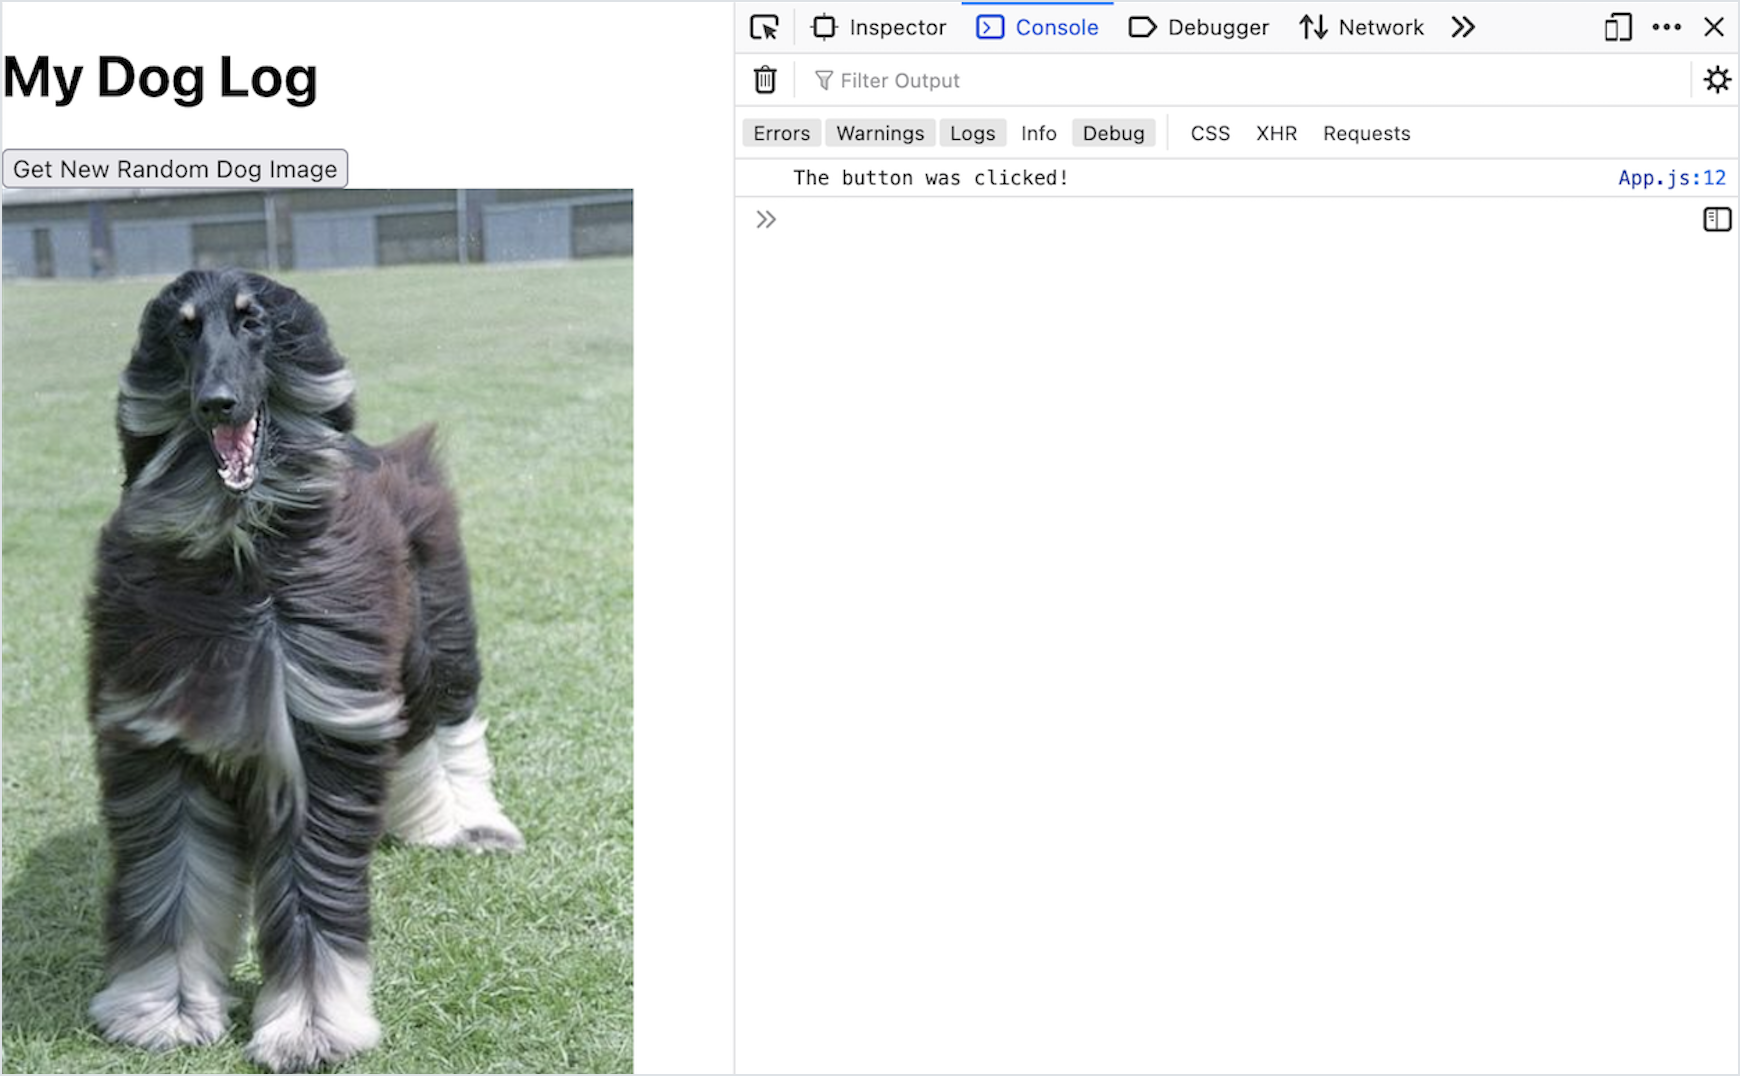 My Dog Log
Get New Random Dog Image
Inspector Console Debugger Network
Filter Output
Errors Warnings Logs Info Debug CSS XHR Requests
The button was clicked! App.js:12